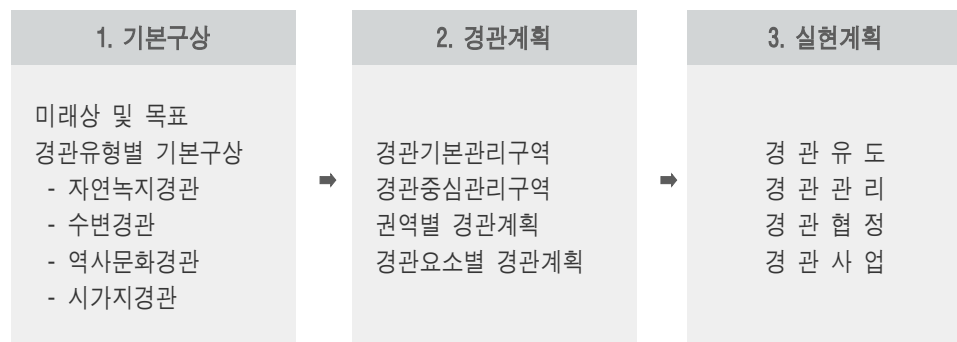 1. 기본구상
미래상 및 목표
경관유형별 기본구상
- 자연녹지경관
- 수변경관
- 역사문화경관
- 시가지경관
2. 경관계획
경관기본관리구역
경관중심관리구역
권역별 경관계획
경관요소별 경관계획
3. 실현계획
경 관 유 도
경 관 관 리
경 관 협 정
경 관 사 업